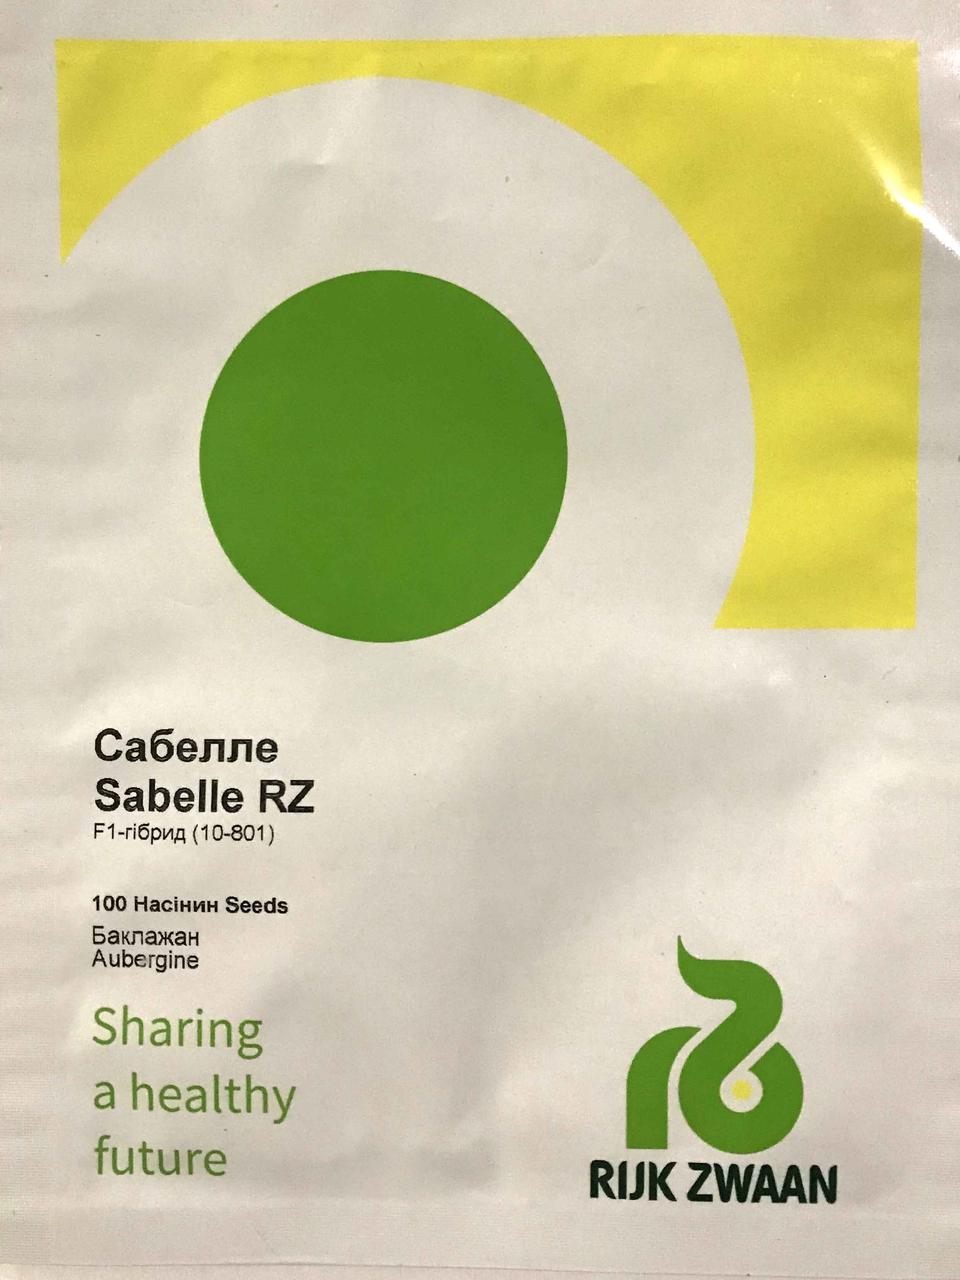 Сабелле
Sabelle RZ
F1-гібрид (10-801)
100 Насінин Seeds
Баклажан
Aubergine
Sharing
a healthy
future
RIJK ZWAAN